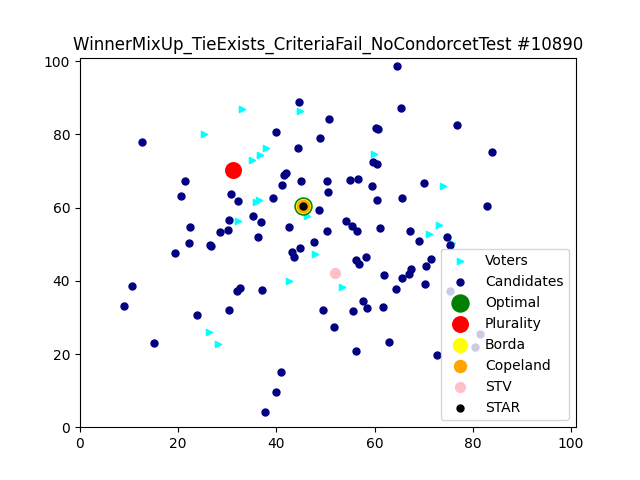 WinnerMixUp_TieExists_CriteriaFail_NoCondorcetTest #10890
100
80
60
40
20
0
0 20 40 60 80 100
Voters
Candidates
Optimal
Plurality
Borda
Copeland
STV
STAR